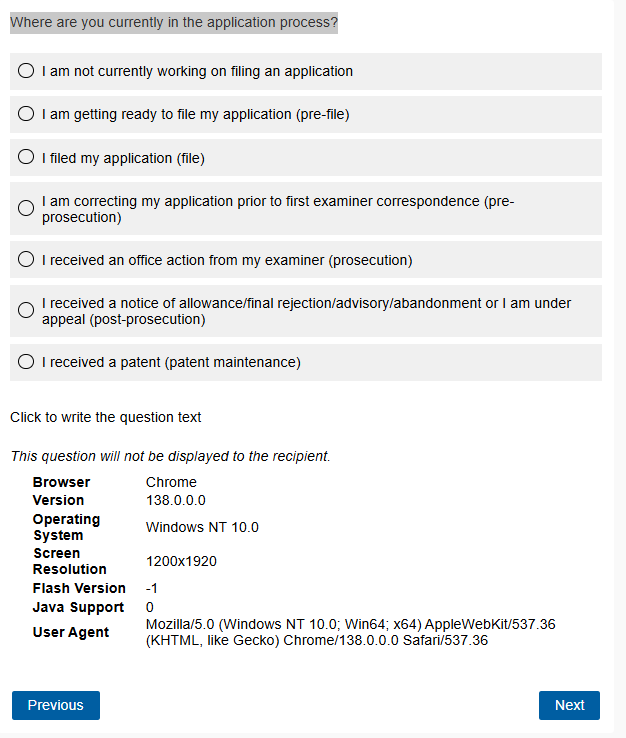 Where are you currently in the application process?
I am not currently working on filing an application
I am getting ready to file my application (pre-file)
I filed my application (file)
I am correcting my application prior to first examiner correspondence (pre-
prosecution)
I received an office action from my examiner (prosecution)
I received a notice of allowance/final rejection/advisory/abandonment or I am under
appeal (post-prosecution)
I received a patent (patent maintenance)
Click to write the question text
This question will not be displayed to the recipient.
Browser Chrome
Version 138.0.0.0
Operating
System Windows NT 10.0
Screen
Resolution 1200x1920
Flash Version -1
Java Support 0
User Agent Mozilla/5.0 (Windows NT 10.0; Win64; x64) AppleWebKit/537.36
(KHTML, like Gecko) Chrome/138.0.0.0 Safari/537.36
Previous Next